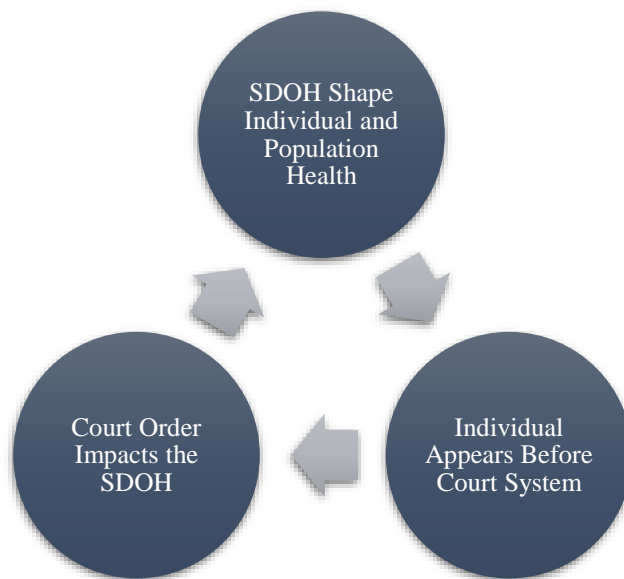 SDOH Shape
Individual and
Population
Health
Individual
Appears Before
Court System
Court Order
Impacts the
SDOH